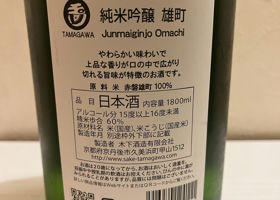 純米吟醸 雄町
TAMAGAWA
Junmaiginjo Omachi
やわらかい味わいで
上品な香りが口の中で広がり
切れる旨味が特徴のお酒です。
原料米 赤磐雄町100%
品目 日本酒 内容量 1800ml
アルコール分 15度以上16度未満
精米歩合 60%
原材料名 米(国産)、米こうじ(国産米)
製造年月 別途枠外下部に記載
製造者 木下酒造有限会社
京都府京丹後市久美浜町甲山1512
http://www.sake-tamagawa.com